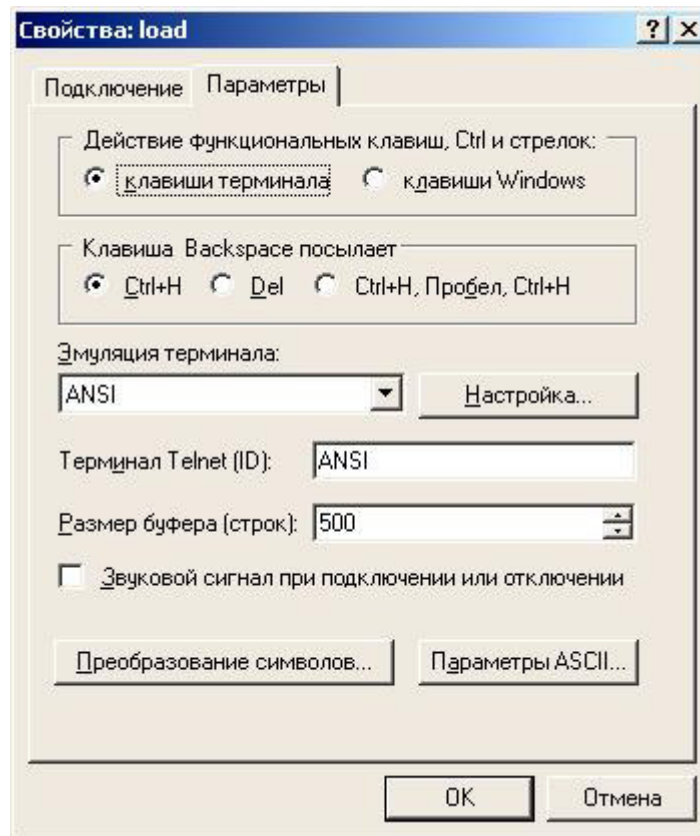 Свойства: load
Подключение Параметры
Действие функциональных клавиш, Ctrl и стрелок:
клавиши терминала клавиши Windows
Клавиша Backspace посылает
Ctrl+H Del Ctrl+H, Пробел, Ctrl+H
Эмуляция терминала:
ANSI Настройка...
Терминал Telnet (ID): ANSI
Размер буфера (строк): 500
Звуковой сигнал при подключении или отключении
Преобразование символов... Параметры ASCII...
OK Отмена